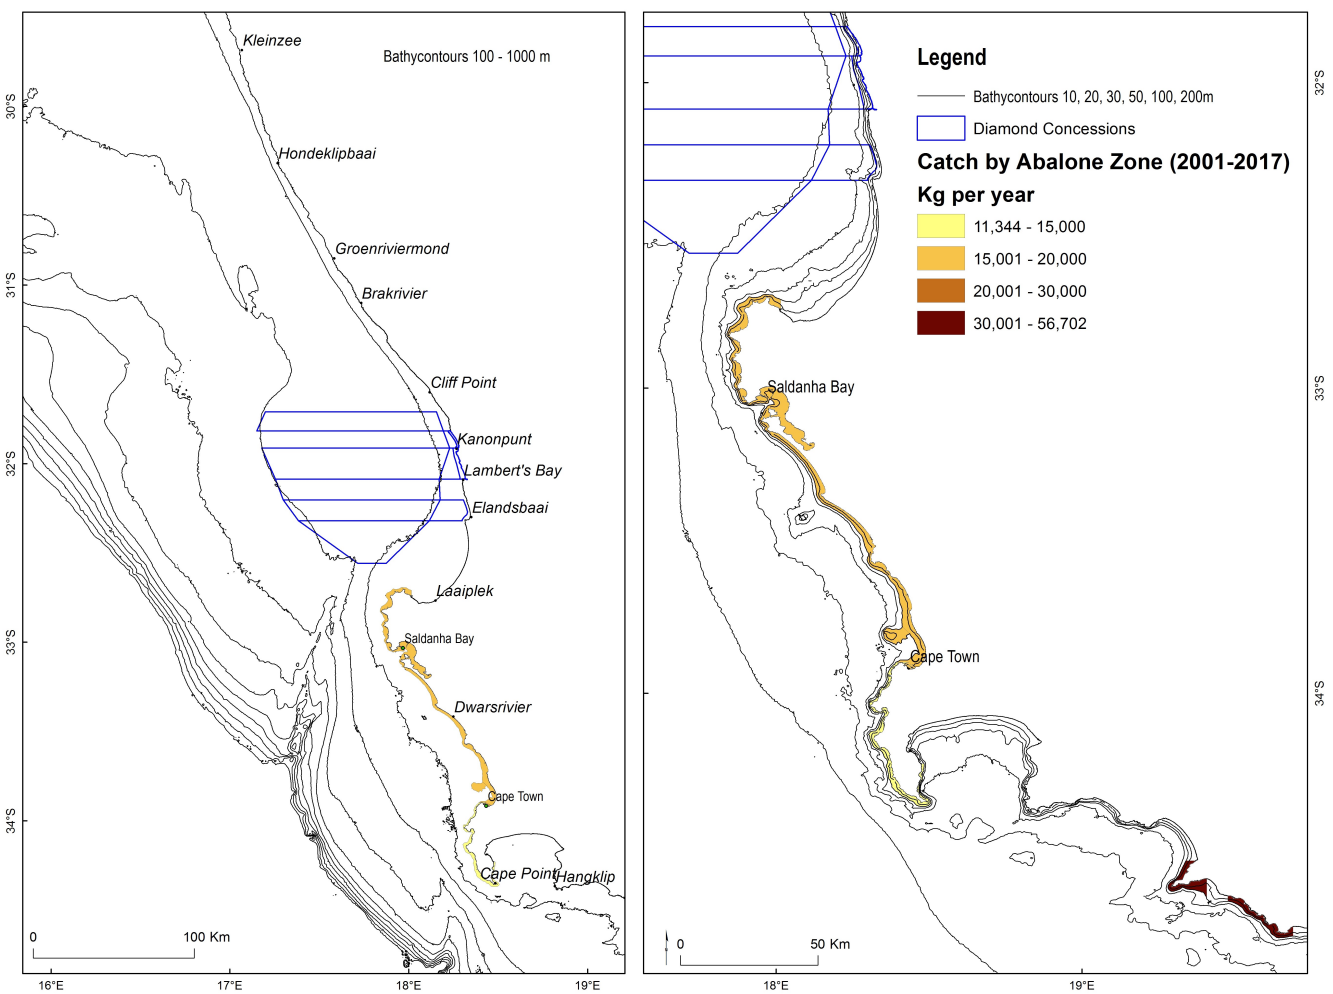 Kleinzee
Bathycontours 100 - 1000 m
Hondeklipbaai
Groenriviermond
Brakrivier
Cliff Point
Kanonpunt
Lambert's Bay
Elandsbaai
Laaiplek
Saldanha Bay
Dwarsrivier
Cape Town
Cape Point
Hangklip
0 100 Km
30°S
31°S
32°S
33°S
34°S
16°E 17°E 18°E 19°E
Legend
Bathycontours 10, 20, 30, 50, 100, 200m
Diamond Concessions
Catch by Abalone Zone (2001-2017)
Kg per year
11,344 - 15,000
15,001 - 20,000
20,001 - 30,000
30,001 - 56,702
Saldanha Bay
Cape Town
0 50 Km
32°S
33°S
34°S
18°E 19°E